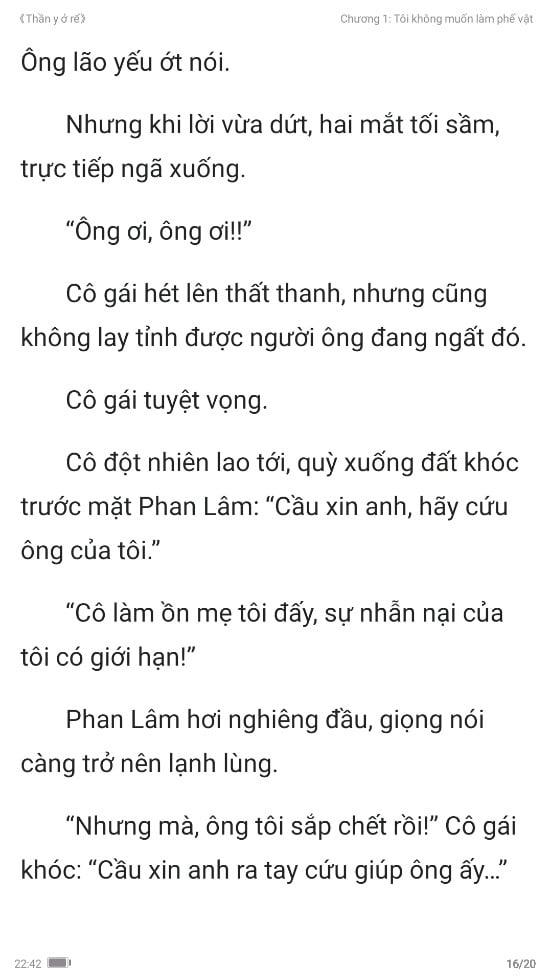 《Thần y ở rể》
Chương 1: Tôi không muốn làm phế vật
Ông lão yếu ớt nói.
Nhưng khi lời vừa dứt, hai mắt tối sầm,
trực tiếp ngã xuống.
“Ông ơi, ông ơi!!”
Cô gái hét lên thất thanh, nhưng cũng
không lay tỉnh được người ông đang ngất đó.
Cô gái tuyệt vọng.
Cô đột nhiên lao tới, quỳ xuống đất khóc
trước mặt Phan Lâm: “Cầu xin anh, hãy cứu
ông của tôi.”
“Cô làm ồn mẹ tôi đấy, sự nhẫn nại của
tôi có giới hạn!”
Phan Lâm hơi nghiêng đầu, giọng nói
càng trở nên lạnh lùng.
“Nhưng mà, ông tôi sắp chết rồi!” Cô gái
khóc: “Cầu xin anh ra tay cứu giúp ông ấy...”
22:42
16/20